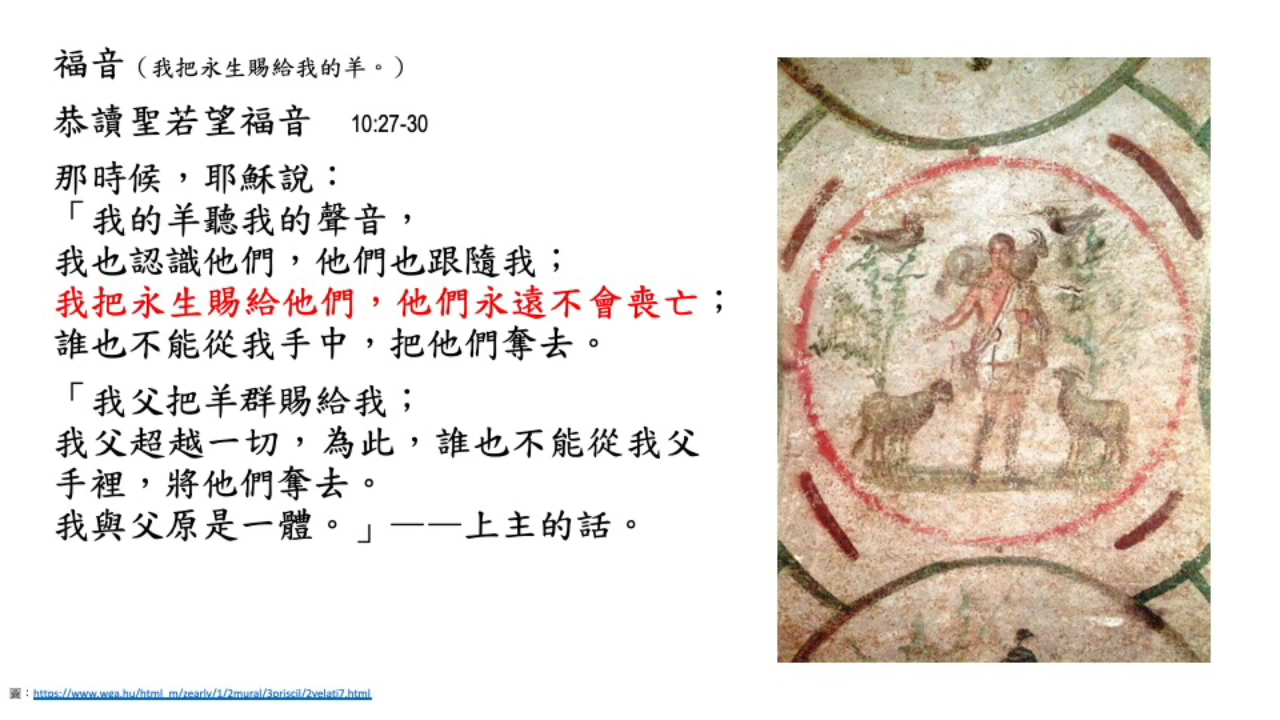 福音（我把永生賜給我的羊。）
恭讀聖若望福音 10:27-30
那時候，耶穌說：
「我的羊聽我的聲音，
我也認識他們，他們也跟隨我；
我把永生賜給他們，他們永遠不會喪亡；
誰也不能從我手中，把他們奪去。
「我父把羊群賜給我；
我父超越一切，為此，誰也不能從我父
手裡，將他們奪去。
我與父原是一體。」——上主的話。
圖：https://www.wga.hu/html_m/zearly/1/2mural/3priscil/2velati7.html